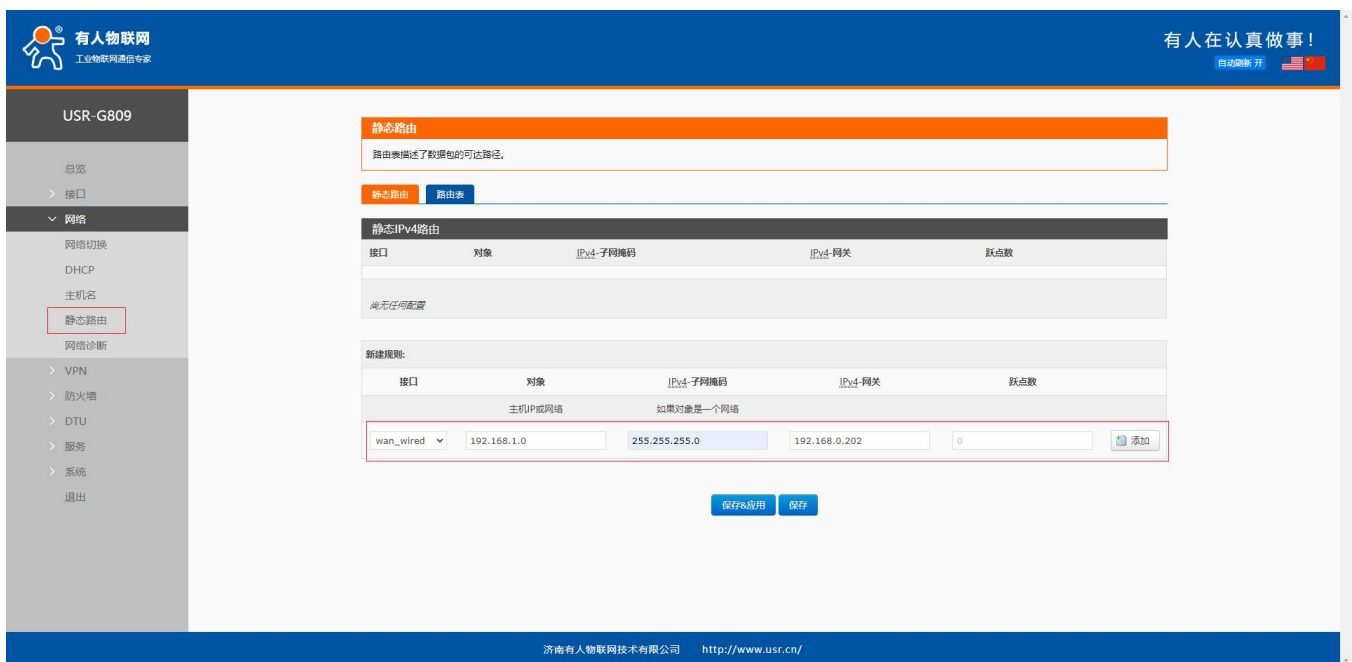 有人物联网
工业物联网通信专家
有人在认真做事！
自动刷新 开
USR-G809
总览
接口
网络
网络切换
DHCP
主机名
静态路由
网络诊断
VPN
防火墙
DTU
服务
系统
退出
静态路由
路由表描述了数据包的可达路径。
静态路由 路由表
静态IPv4路由
接口 对象 IPv4-子网掩码 IPv4-网关 跃点数
尚无任何配置
新建规则:
接口 对象 IPv4-子网掩码 IPv4-网关 跃点数
主机IP或网络 如果对象是一个网络
wan_wired 192.168.1.0 255.255.255.0 192.168.0.202 0 添加
保存&应用 保存
济南有人物联网技术有限公司 http://www.usr.cn/